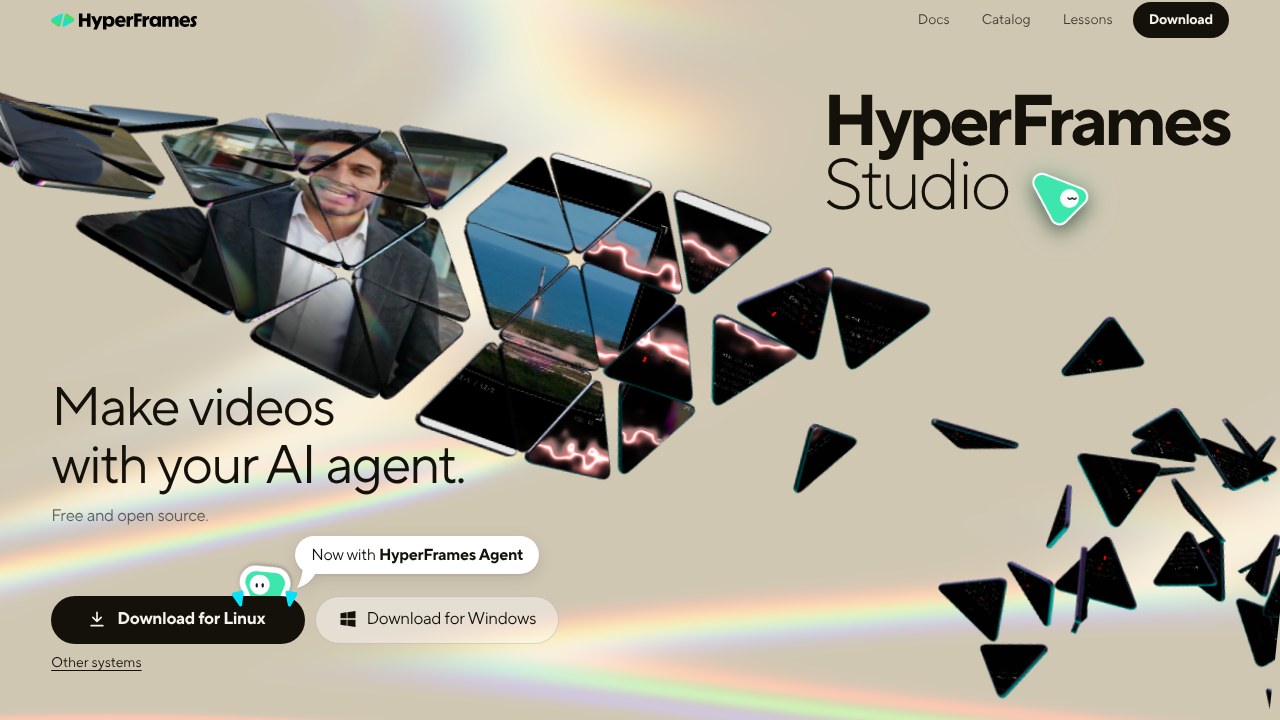 HyperFrames
Docs
Catalog
Lessons
Download
HyperFrames
Studio
Make videos
with your AI agent.
Free and open source.
Now with HyperFrames Agent
Download for Linux
Download for Windows
Other systems